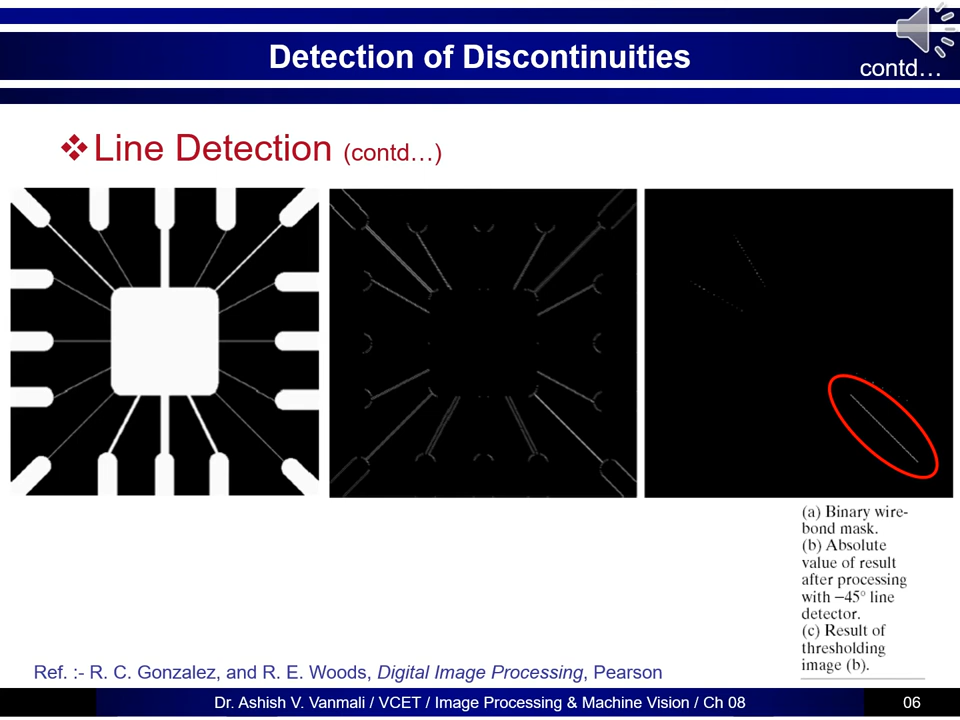 Detection of Discontinuities
contd…
❖ Line Detection (contd…)
(a) Binary wire-
bond mask.
(b) Absolute
value of result
after processing
with −45° line
detector.
(c) Result of
thresholding
image (b).
Ref. :- R. C. Gonzalez, and R. E. Woods, Digital Image Processing, Pearson
Dr. Ashish V. Vanmali / VCET / Image Processing & Machine Vision / Ch 08
06